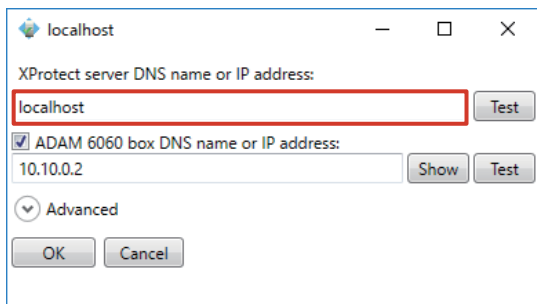 localhost
XProtect server DNS name or IP address:
localhost Test
ADAM 6060 box DNS name or IP address:
10.10.0.2 Show Test
Advanced
OK Cancel